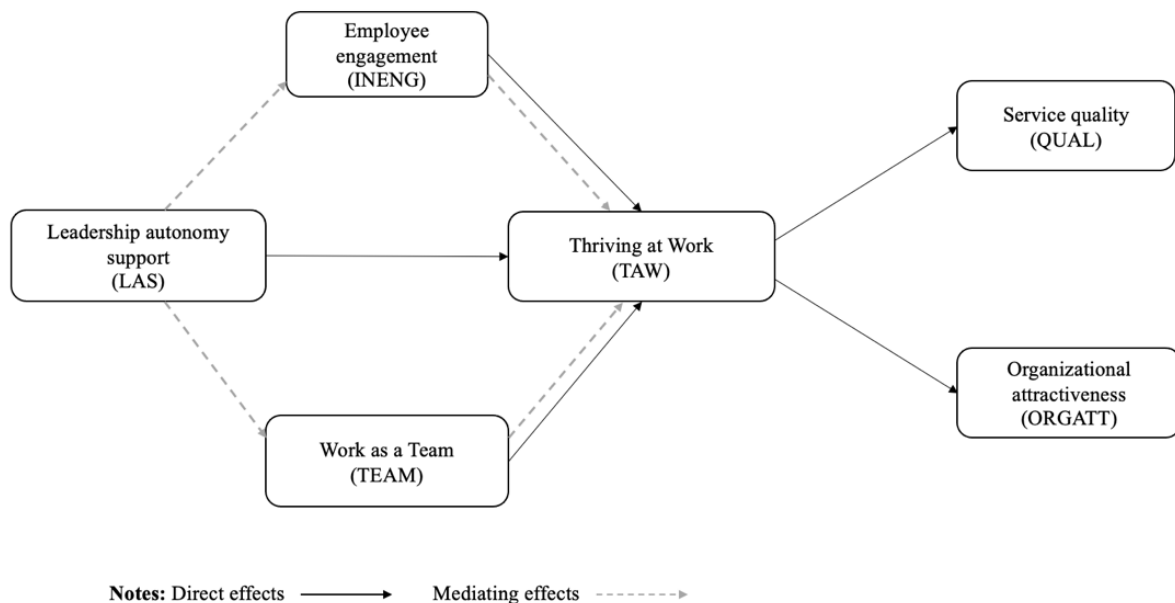 Employee
engagement
(INENG)
Service quality
(QUAL)
Leadership autonomy
support
(LAS)
Thriving at Work
(TAW)
Organizational
attractiveness
(ORGATT)
Work as a Team
(TEAM)
Notes: Direct effects
Mediating effects